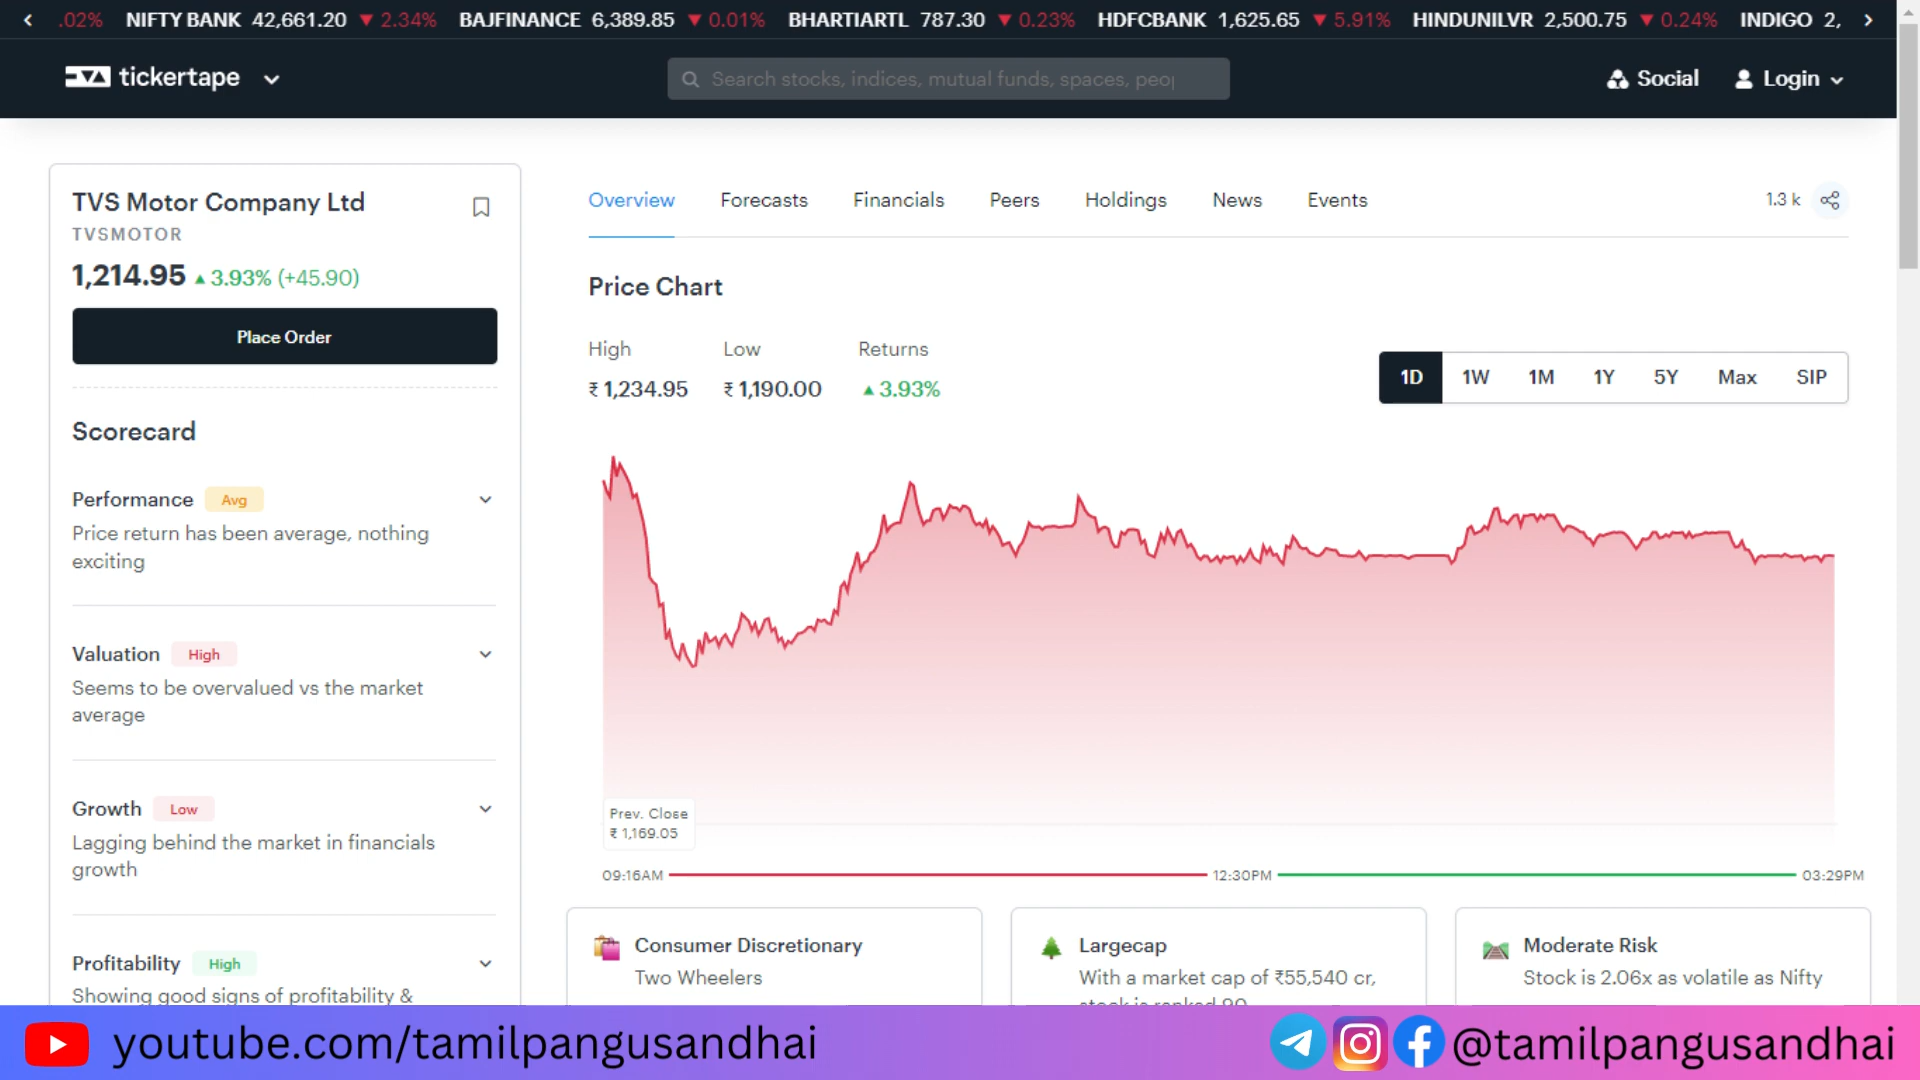 .02% NIFTY BANK 42,661.20 ▼ 2.34% BAJFINANCE 6,389.85 ▼ 0.01% BHARTIARTL 787.30 ▼ 0.23% HDFCBANK 1,625.65 ▼ 5.91% HINDUNILVR 2,500.75 ▼ 0.24% INDIGO 2,
tickertape
Search stocks, indices, mutual funds, spaces, peo
Social Login
TVS Motor Company Ltd
TVSMOTOR
1,214.95 ▲ 3.93% (+45.90)
Place Order
Scorecard
Performance Avg
Price return has been average, nothing
exciting
Valuation High
Seems to be overvalued vs the market
average
Growth Low
Lagging behind the market in financials
growth
Profitability High
Showing good signs of profitability &
Overview Forecasts Financials Peers Holdings News Events 1.3 k
Price Chart
High Low Returns
₹ 1,234.95 ₹ 1,190.00 ▲ 3.93%
1D 1W 1M 1Y 5Y Max SIP
Prev. Close
₹ 1,169.05
09:16AM 12:30PM 03:29PM
Consumer Discretionary
Two Wheelers
Largecap
With a market cap of ₹55,540 cr,
stock is ranked 90
Moderate Risk
Stock is 2.06x as volatile as Nifty
youtube.com/tamilpangusandhai
@tamilpangusandhai